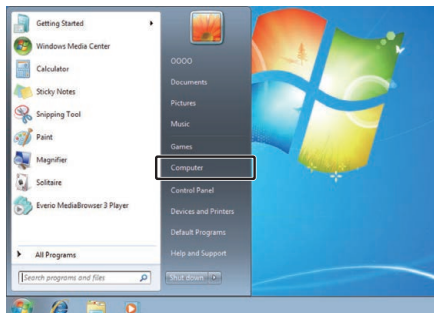 Getting Started
Windows Media Center
Calculator
Sticky Notes
Snipping Tool
Paint
Magnifier
Solitaire
Everio MediaBrowser 3 Player
All Programs
Search programs and files
OOOO
Documents
Pictures
Music
Games
Computer
Control Panel
Devices and Printers
Default Programs
Help and Support
Shut down